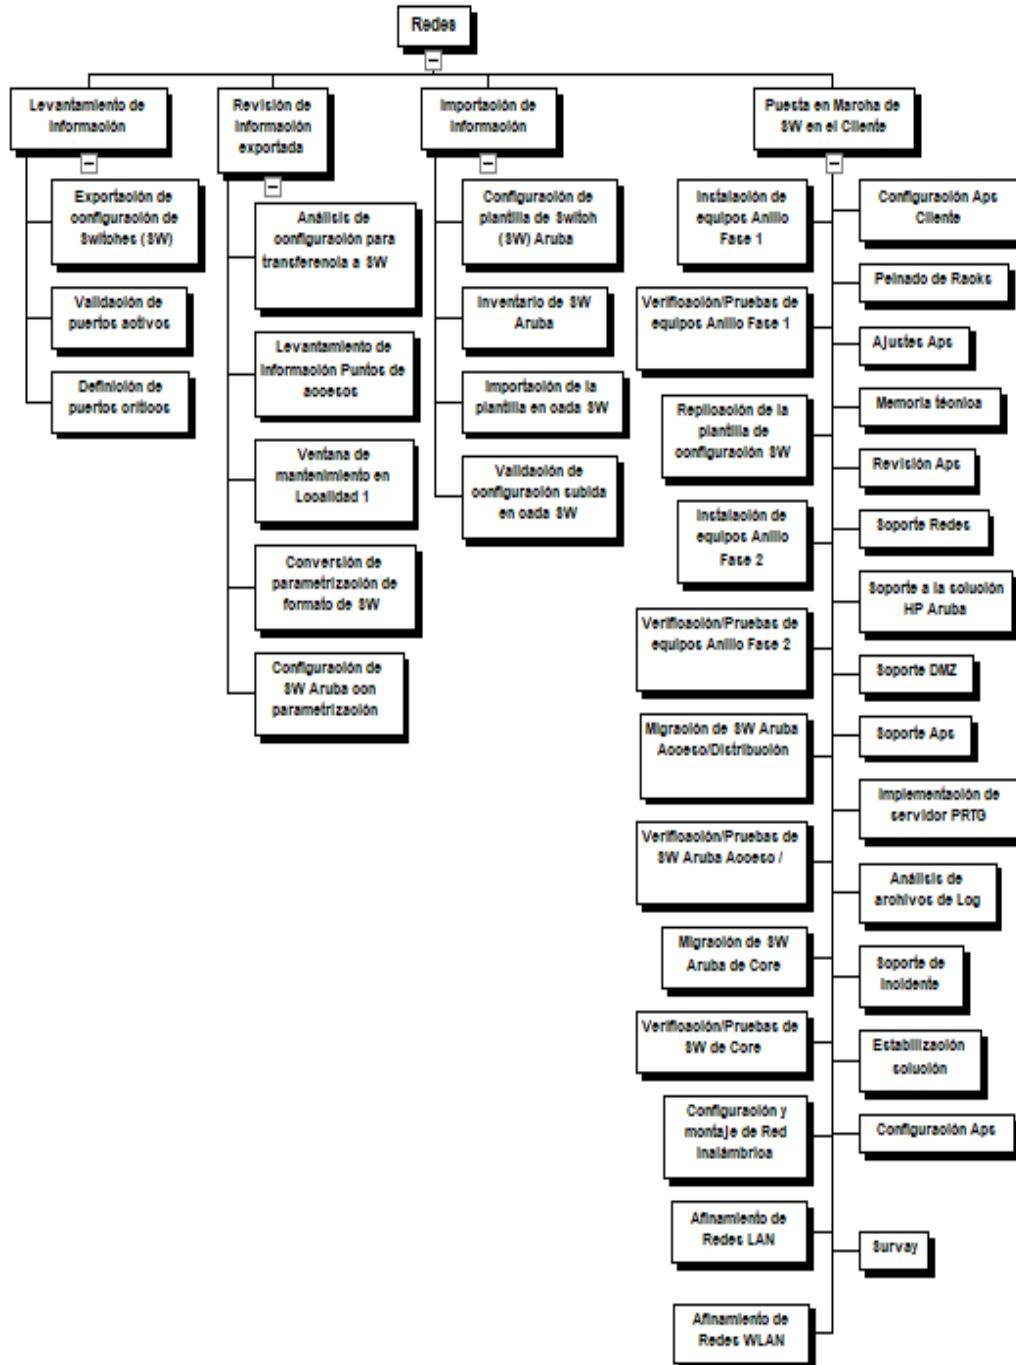 Redes
Levantamiento de
Información
Exportación de
configuración de
Switches (SW)
Validación de
puertos activos
Definición de
puertos críticos
Revisión de
Información
exportada
Análisis de
configuración para
transferencia a SW
Levantamiento de
Información Puntos de
accesos
Ventana de
mantenimiento en
Localidad 1
Conversión de
parametrización de
formato de SW
Configuración de
SW Aruba con
parametrización
Importación de
Información
Configuración de
plantilla de Switch
(SW) Aruba
Inventario de SW
Aruba
Importación de la
plantilla en cada SW
Validación de
configuración subida
en cada SW
Puesta en Marcha de
SW en el Cliente
Instalación de
equipos Anillo
Fase 1
Verificación/Pruebas de
equipos Anillo Fase 1
Replicación de la
plantilla de
configuración SW
Instalación de
equipos Anillo
Fase 2
Verificación/Pruebas de
equipos Anillo Fase 2
Migración de SW Aruba
Acceso/Distribución
Verificación/Pruebas de
SW Aruba Acceso /
Migración de SW
Aruba de Core
Verificación/Pruebas de
SW de Core
Configuración y
montaje de Red
Inalámbrica
Afinamiento de
Redes LAN
Afinamiento de
Redes WLAN
Configuración Aps
Cliente
Peinado de Racks
Ajustes Aps
Memoria técnica
Revisión Aps
Soporte Redes
Soporte a la solución
HP Aruba
Soporte DMZ
Soporte Aps
Implementación de
servidor PRTG
Análisis de
archivos de Log
Soporte de
Incidente
Estabilización
solución
Configuración Aps
Survay